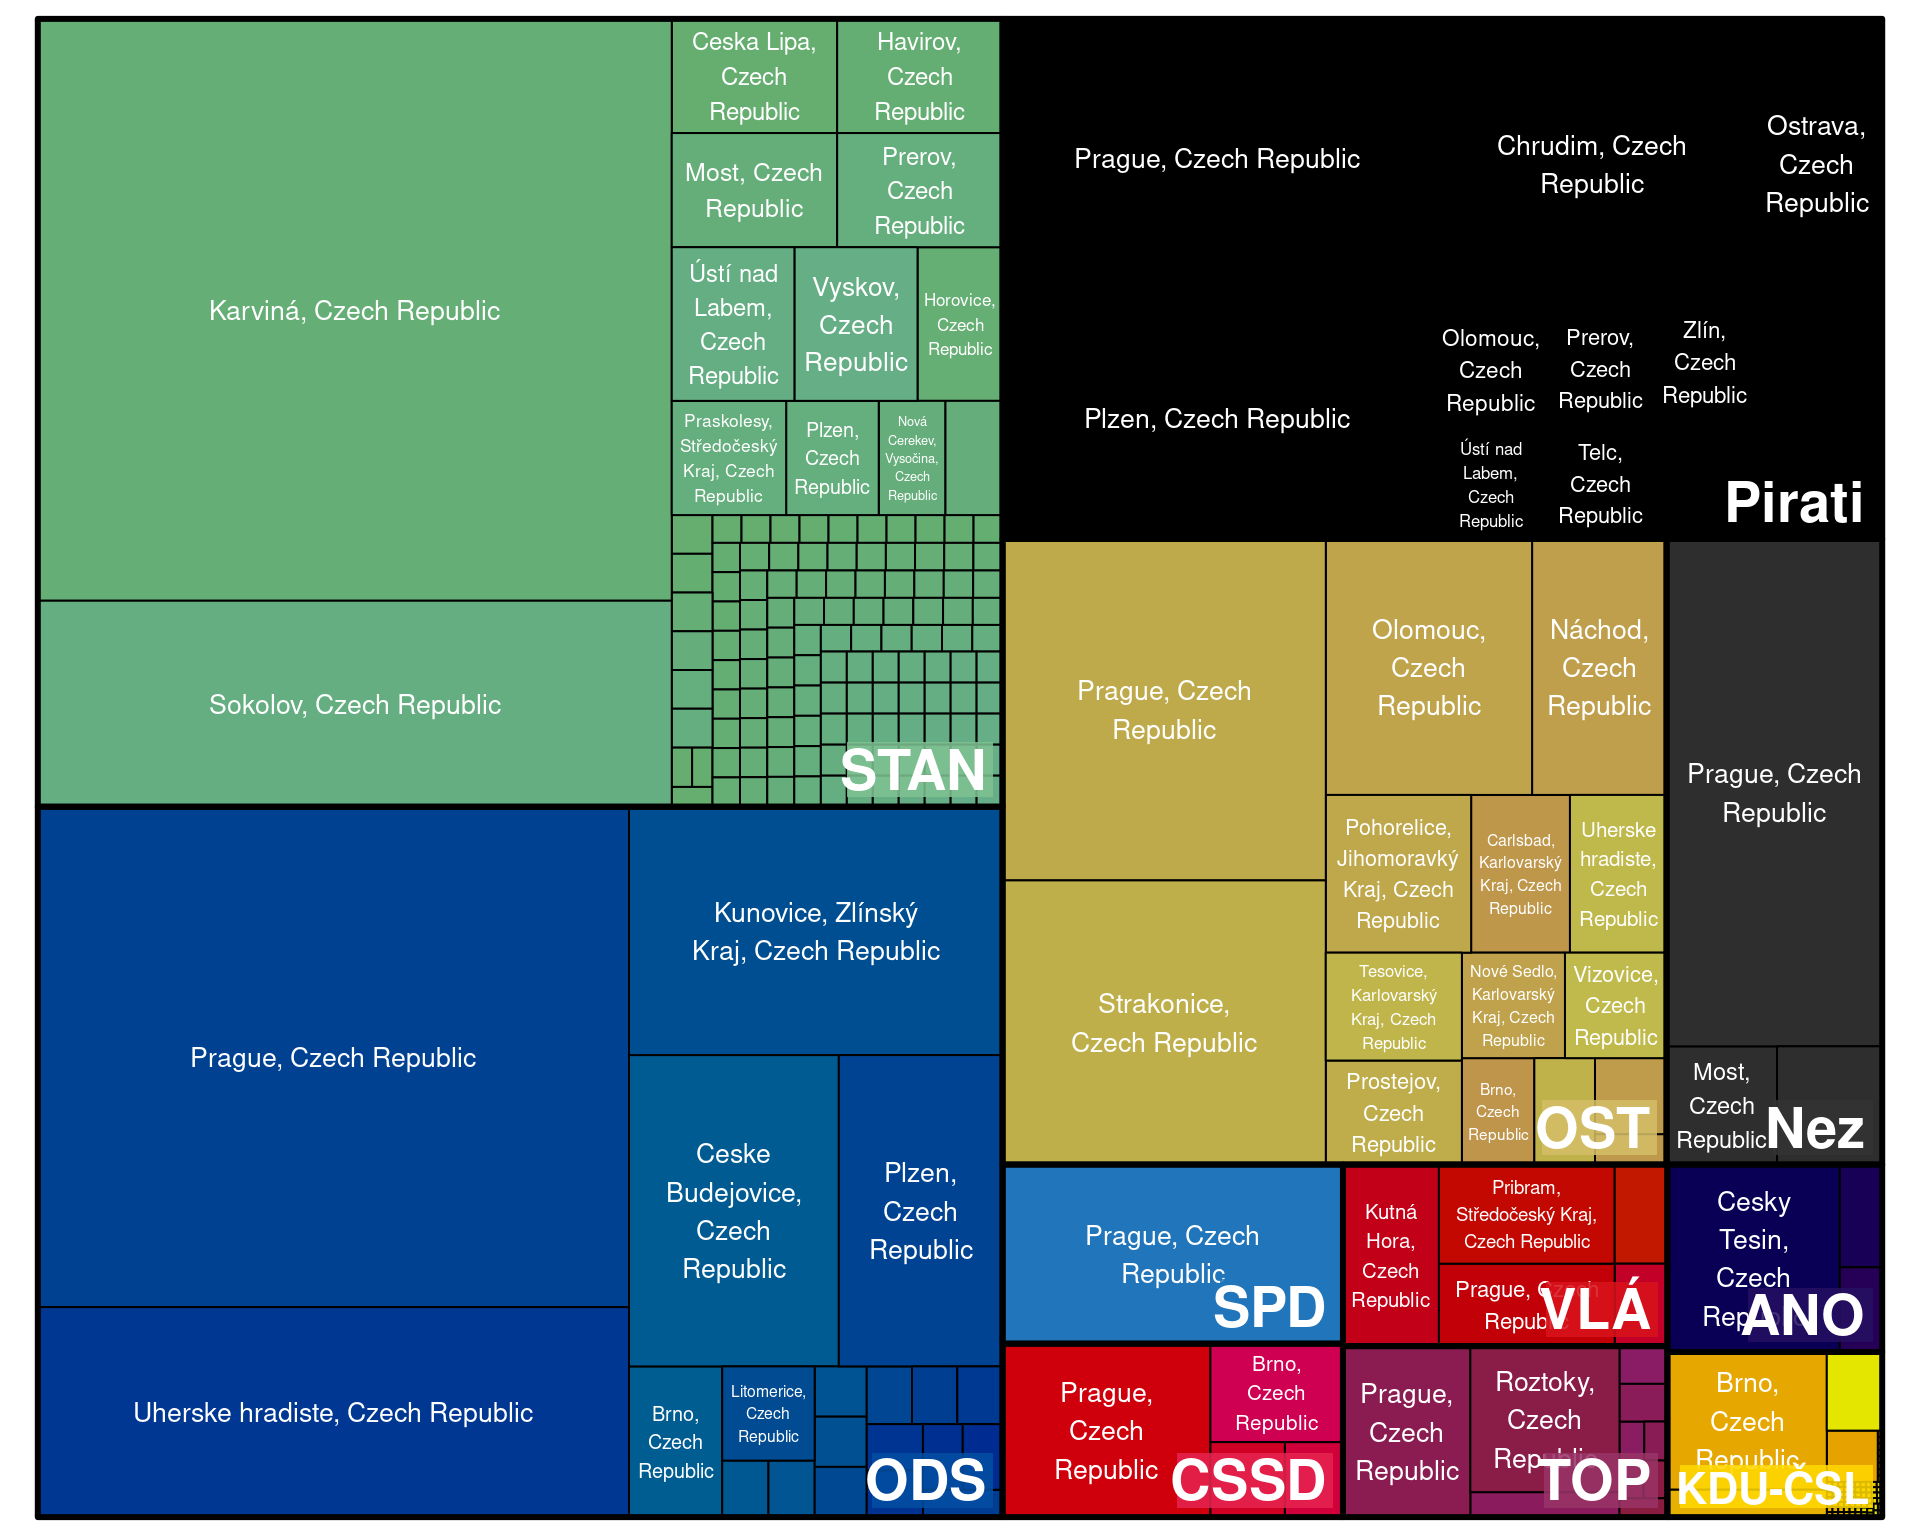 Karviná, Czech Republic
Sokolov, Czech Republic
Ceska Lipa,
Czech
Republic
Havirov,
Czech
Republic
Most, Czech
Republic
Prerov,
Czech
Republic
Ústí nad
Labem,
Czech
Republic
Vyskov,
Czech
Republic
Horovice,
Czech
Republic
Praskolesy,
Středočeský
Kraj, Czech
Republic
Plzen,
Czech
Republic
Nová
Cerekev,
Vysočina,
Czech
Republic
STAN
Prague, Czech Republic
Chrudim, Czech
Republic
Ostrava,
Czech
Republic
Plzen, Czech Republic
Olomouc,
Czech
Republic
Prerov,
Czech
Republic
Zlín,
Czech
Republic
Ústí nad
Labem,
Czech
Republic
Telc,
Czech
Republic
Pirati
Prague, Czech Republic
Uherske hradiste, Czech Republic
Kunovice, Zlínský
Kraj, Czech Republic
Ceske
Budejovice,
Czech
Republic
Plzen,
Czech
Republic
Brno,
Czech
Republic
Litomerice,
Czech
Republic
ODS
Prague, Czech
Republic
Strakonice,
Czech Republic
Olomouc,
Czech
Republic
Náchod,
Czech
Republic
Pohorelice,
Jihomoravký
Kraj, Czech
Republic
Carlsbad,
Karlovarský
Kraj, Czech
Republic
Uherske
hradiste,
Czech
Republic
Tesovice,
Karlovarský
Kraj, Czech
Republic
Nové Sedlo,
Karlovarský
Kraj, Czech
Republic
Vizovice,
Czech
Republic
Prostejov,
Czech
Republic
Brno,
Czech
Republic
OST
Prague, Czech
Republic
Most,
Czech
Republic
Nez
Prague, Czech
Republic
SPD
Kutná
Hora,
Czech
Republic
Pribram,
Středočeský Kraj,
Czech Republic
Prague, Czech
Republic
VLÁ
Cesky
Tesin,
Czech
Republic
ANO
Prague,
Czech
Republic
Brno,
Czech
Republic
CSSD
Prague,
Czech
Republic
Roztoky,
Czech
Republic
TOP
Brno,
Czech
Republic
KDU-ČSL